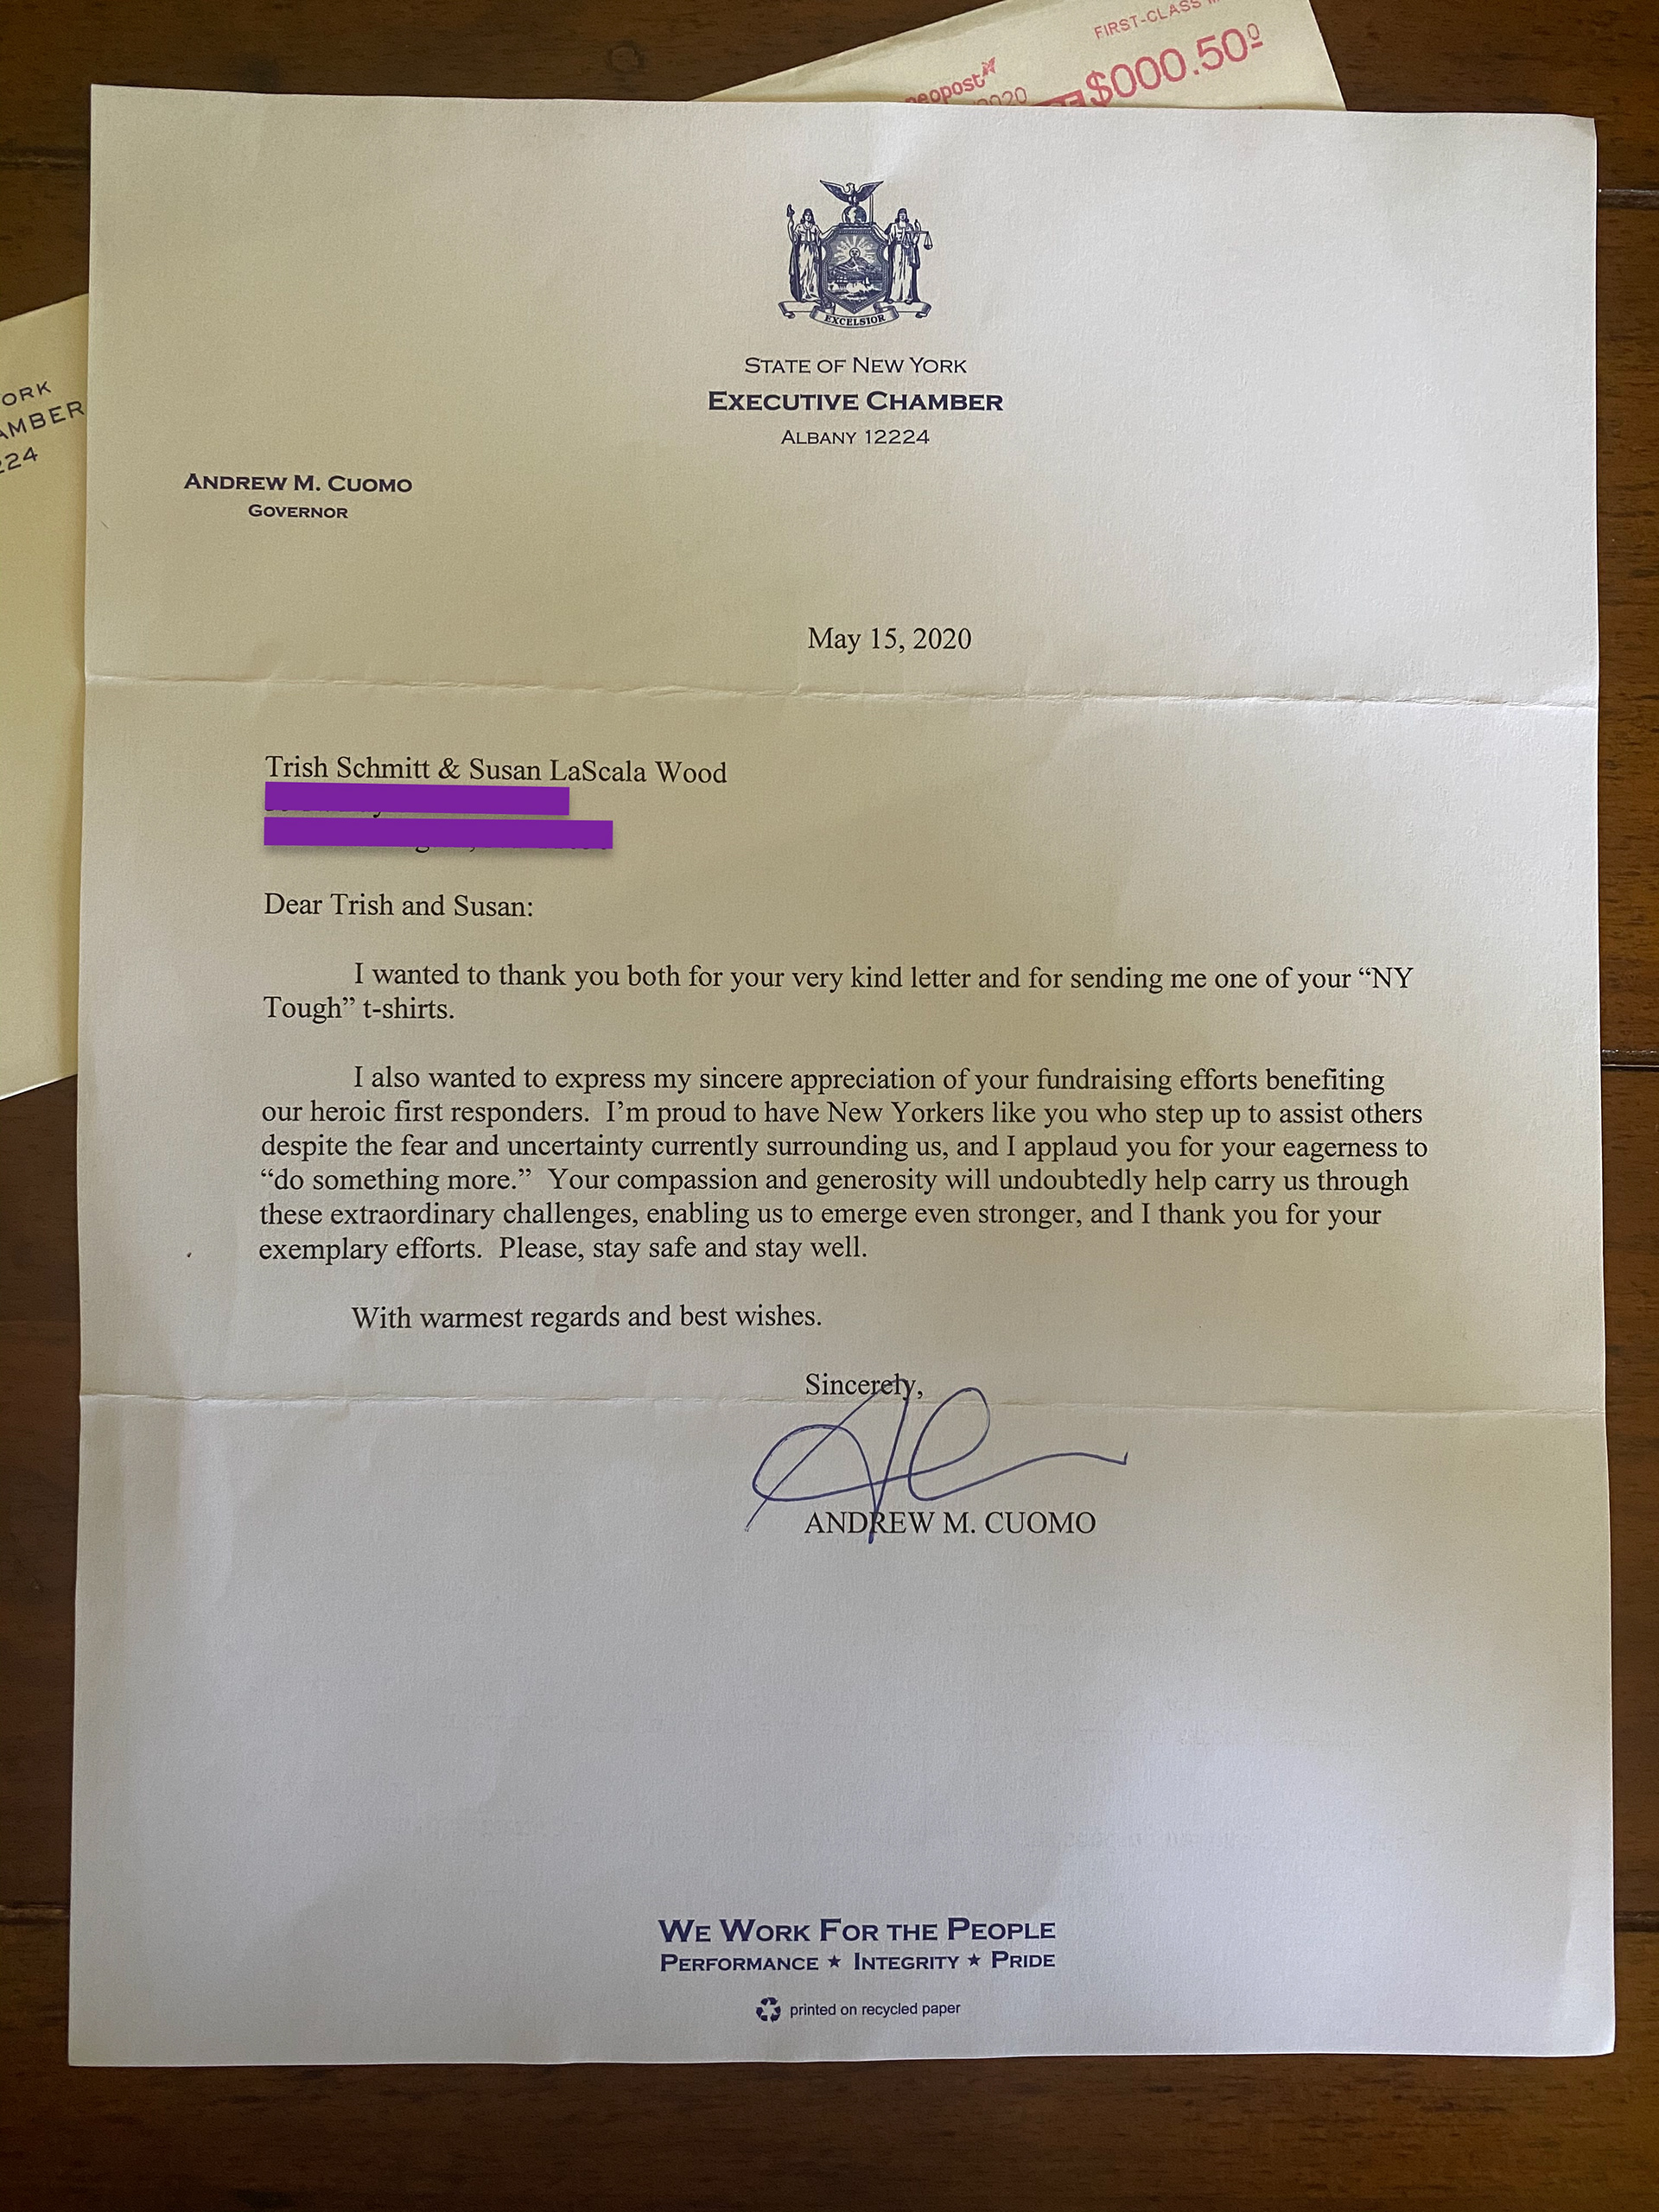 FIRST-CLASS
neopost
2020
$000.50⁰
ORK
AMBER
224
EXCELSIOR
STATE OF NEW YORK
EXECUTIVE CHAMBER
ALBANY 12224
ANDREW M. CUOMO
GOVERNOR
May 15, 2020
Trish Schmitt & Susan LaScala Wood
Dear Trish and Susan:
I wanted to thank you both for your very kind letter and for sending me one of your “NY
Tough” t-shirts.
I also wanted to express my sincere appreciation of your fundraising efforts benefiting
our heroic first responders.  I’m proud to have New Yorkers like you who step up to assist others
despite the fear and uncertainty currently surrounding us, and I applaud you for your eagerness to
“do something more.”  Your compassion and generosity will undoubtedly help carry us through
these extraordinary challenges, enabling us to emerge even stronger, and I thank you for your
exemplary efforts.  Please, stay safe and stay well.
With warmest regards and best wishes.
Sincerely,
ANDREW M. CUOMO
WE WORK FOR THE PEOPLE
PERFORMANCE ★ INTEGRITY ★ PRIDE
printed on recycled paper